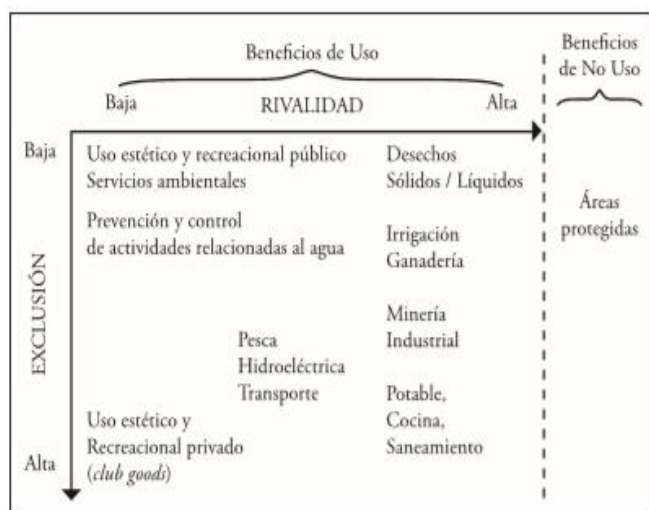 Beneficios de Uso
Beneficios
de No Uso
Baja
RIVALIDAD
Alta
Baja
EXCLUSIÓN
Alta
Uso estético y recreacional público
Servicios ambientales
Desechos
Sólidos / Líquidos
Prevención y control
de actividades relacionadas al agua
Irrigación
Ganadería
Áreas
protegidas
Pesca
Hidroeléctrica
Transporte
Minería
Industrial
Uso estético y
Recreacional privado
(club goods)
Potable,
Cocina,
Saneamiento